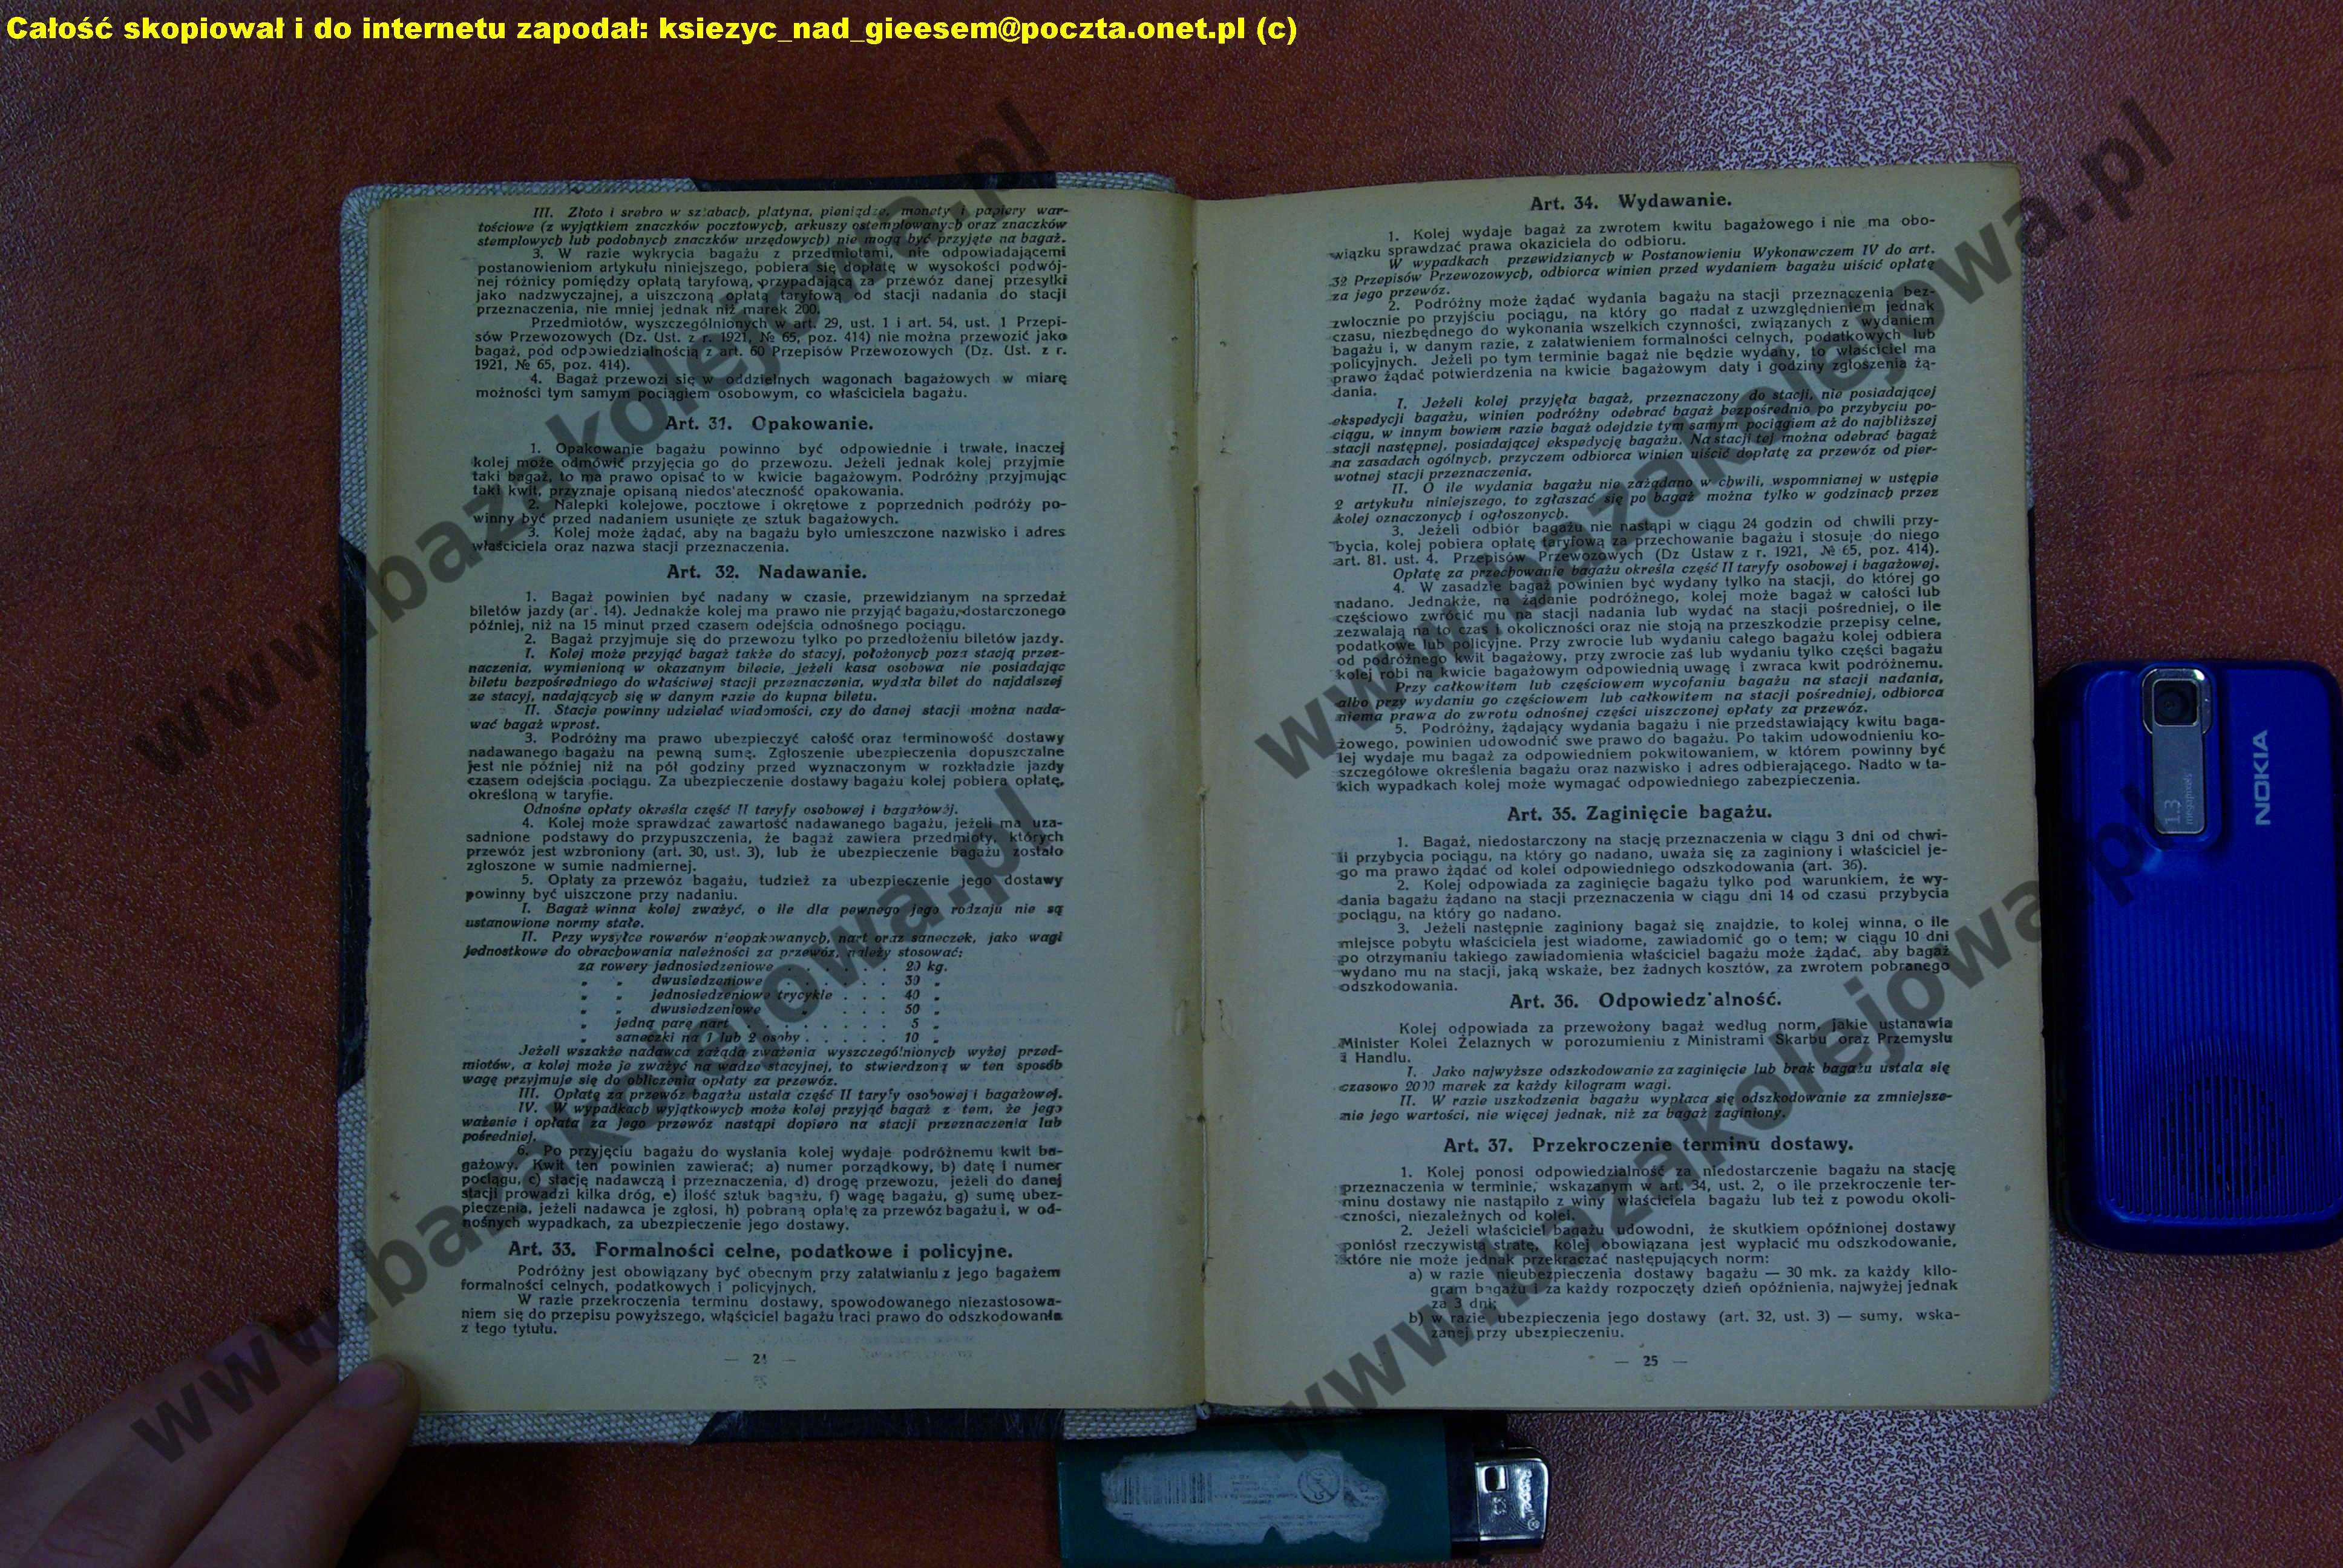 Całość skopiował i do internetu zapodał: ksiezyc_nad_gieesem@poczta.onet.pl (c)
III. Złoto i srebro w sztabach, platyna, pieniądze, monety i papiery war-
tościowe (z wyjątkiem znaczków pocztowych, arkuszy ostemplowanych oraz znaczków
stemplowych lub podobnych znaczków urzędowych) nie mogą być przyjęte na bagaż.
3. W razie wykrycia bagażu z przedmiotami, nie odpowiadającemi
postanowieniom artykułu niniejszego, pobiera się dopłatę w wysokości podwój-
nej różnicy pomiędzy opłatą taryfową, przypadającą za przewóz danej przesyłki
jako nadzwyczajnej, a uiszczoną opłatą taryfową od stacji nadania do stacji
przeznaczenia, nie mniej jednak niż marek 200.
Przedmiotów, wyszczególnionych w art. 29, ust. 1 i art. 54, ust. 1 Przepi-
sów Przewozowych (Dz. Ust. z r. 1921, № 65, poz. 414) nie można przewozić jako
bagaż, pod odpowiedzialnością z art. 60 Przepisów Przewozowych (Dz. Ust. z r.
1921, № 65, poz. 414).
4. Bagaż przewozi się w oddzielnych wagonach bagażowych w miarę
możności tym samym pociągiem osobowym, co właściciela bagażu.
Art. 31. Opakowanie.
1. Opakowanie bagażu powinno być odpowiednie i trwałe, inaczej
kolej może odmówić przyjęcia go do przewozu. Jeżeli jednak kolej przyjmie
taki bagaż, to ma prawo opisać to w kwicie bagażowym. Podróżny przyjmując
taki kwit, przyznaje opisaną niedostateczność opakowania.
2. Nalepki kolejowe, pocztowe i okrętowe z poprzednich podróży po-
winny być przed nadaniem usunięte ze sztuk bagażowych.
3. Kolej może żądać, aby na bagażu było umieszczone nazwisko i adres
właściciela oraz nazwa stacji przeznaczenia.
Art. 32. Nadawanie.
1. Bagaż powinien być nadany w czasie, przewidzianym na sprzedaż
biletów jazdy (ar . 14). Jednakże kolej ma prawo nie przyjąć bagażu, dostarczonego
później, niż na 15 minut przed czasem odejścia odnośnego pociągu.
2. Bagaż przyjmuje się do przewozu tylko po przedłożeniu biletów jazdy.
I. Kolej może przyjąć bagaż także do stacyj, położonych poza stacją przez-
naczenia, wymienioną w okazanym bilecie, jeżeli kasa osobowa nie posiadając
biletu bezpośredniego do właściwej stacji przeznaczenia, wydała bilet do najdalszej
ze stacyj, nadających się w danym razie do kupna biletu.
II. Stacje powinny udzielać wiadomości, czy do danej stacji można nada-
wać bagaż wprost.
3. Podróżny ma prawo ubezpieczyć całość oraz terminowość dostawy
nadawanego bagażu na pewną sumę. Zgłoszenie ubezpieczenia dopuszczalne
jest nie później niż na pół godziny przed wyznaczonym w rozkładzie jazdy
czasem odejścia pociągu. Za ubezpieczenie dostawy bagażu kolej pobiera opłatę,
określoną w taryfie.
Odnośne opłaty określa część II taryfy osobowej i bagażowej.
4. Kolej może sprawdzać zawartość nadawanego bagażu, jeżeli ma uza-
sadnione podstawy do przypuszczenia, że bagaż zawiera przedmioty, których
przewóz jest wzbroniony (art. 30, ust. 3), lub że ubezpieczenie bagażu zostało
zgłoszone w sumie nadmiernej.
5. Opłaty za przewóz bagażu, tudzież za ubezpieczenie jego dostawy
powinny być uiszczone przy nadaniu.
I. Bagaż winna kolej zważyć, o ile dla pewnego jego rodzaju nie są
ustanowione normy stałe.
II. Przy wysyłce rowerów nieopakowanych, nart oraz saneczek, jako wagi
jednostkowe do obrachowania należności za przewóz, należy stosować:
za rowery jednosiedzeniowe . . . . . 20 kg.
„ „ dwusiedzeniowe . . . . . 30 „
„ „ jednosiedzeniowe trycykle . . . 40 „
„ „ dwusiedzeniowe „ . . . 50 „
„ jedną parę nart . . . . . . . 5 „
„ saneczki na 1 lub 2 osoby . . . . . 10 „
Jeżeli wszakże nadawca zażąda zważenia wyszczególnionych wyżej przed-
miotów, a kolej może je zważyć na wadze stacyjnej, to stwierdzoną w ten sposób
wagę przyjmuje się do obliczenia opłaty za przewóz.
III. Opłatę za przewóz bagażu ustala część II taryfy osobowej i bagażowej.
IV. W wypadkach wyjątkowych może kolej przyjąć bagaż z tem, że jego
ważenie i opłata za jego przewóz nastąpi dopiero na stacji przeznaczenia lub
pośredniej.
6. Po przyjęciu bagażu do wysłania kolej wydaje podróżnemu kwit ba-
gażowy. Kwit ten powinien zawierać; a) numer porządkowy, b) datę i numer
pociągu, c) stację nadawczą i przeznaczenia, d) drogę przewozu, jeżeli do danej
stacji prowadzi kilka dróg, e) ilość sztuk bagażu, f) wagę bagażu, g) sumę ubez-
pieczenia, jeżeli nadawca je zgłosi, h) pobraną opłatę za przewóz bagażu i, w od-
nośnych wypadkach, za ubezpieczenie jego dostawy.
Art. 33. Formalności celne, podatkowe i policyjne.
Podróżny jest obowiązany być obecnym przy załatwianiu z jego bagażem
formalności celnych, podatkowych i policyjnych.
W razie przekroczenia terminu dostawy, spowodowanego niezastosowa-
niem się do przepisu powyższego, właściciel bagażu traci prawo do odszkodowania
z tego tytułu.
— 24 —
Art. 34. Wydawanie.
1. Kolej wydaje bagaż za zwrotem kwitu bagażowego i nie ma obo-
wiązku sprawdzać prawa okaziciela do odbioru.
W wypadkach przewidzianych w Postanowieniu Wykonawczem IV do art.
32 Przepisów Przewozowych, odbiorca winien przed wydaniem bagażu uiścić opłatę
za jego przewóz.
2. Podróżny może żądać wydania bagażu na stacji przeznaczenia bez-
zwłocznie po przyjściu pociągu, na który go nadał z uzwzględnieniem jednak
czasu, niezbędnego do wykonania wszelkich czynności, związanych z wydaniem
bagażu i, w danym razie, z załatwieniem formalności celnych, podatkowych lub
policyjnych. Jeżeli po tym terminie bagaż nie będzie wydany, to właściciel ma
prawo żądać potwierdzenia na kwicie bagażowym daty i godziny zgłoszenia żą-
dania.
I. Jeżeli kolej przyjęła bagaż, przeznaczony do stacji, nie posiadającej
ekspedycji bagażu, winien podróżny odebrać bagaż bezpośrednio po przybyciu po-
ciągu, w innym bowiem razie bagaż odejdzie tym samym pociągiem aż do najbliższej
stacji następnej, posiadającej ekspedycję bagażu. Na stacji tej można odebrać bagaż
na zasadach ogólnych, przyczem odbiorca winien uiścić dopłatę za przewóz od pier-
wotnej stacji przeznaczenia.
II. O ile wydania bagażu nie zażądano w chwili, wspomnianej w ustępie
2 artykułu niniejszego, to zgłaszać się po bagaż można tylko w godzinach przez
kolej oznaczonych i ogłoszonych.
3. Jeżeli odbiór bagażu nie nastąpi w ciągu 24 godzin od chwili przy-
bycia, kolej pobiera opłatę taryfową za przechowanie bagażu i stosuje do niego
art. 81. ust. 4. Przepisów Przewozowych (Dz Ustaw z r. 1921, № 65, poz. 414).
Opłatę za przechowanie bagażu określa część II taryfy osobowej i bagażowej.
4. W zasadzie bagaż powinien być wydany tylko na stacji, do której go
nadano. Jednakże, na żądanie podróżnego, kolej może bagaż w całości lub
częściowo zwrócić mu na stacji nadania lub wydać na stacji pośredniej, o ile
zezwalają na to czas i okoliczności oraz nie stoją na przeszkodzie przepisy celne,
podatkowe lub policyjne. Przy zwrocie lub wydaniu całego bagażu kolej odbiera
od podróżnego kwit bagażowy, przy zwrocie zaś lub wydaniu tylko części bagażu
kolej robi na kwicie bagażowym odpowiednią uwagę i zwraca kwit podróżnemu.
Przy całkowitem lub częściowem wycofaniu bagażu na stacji nadania,
albo przy wydaniu go częściowem lub całkowitem na stacji pośredniej, odbiorca
niema prawa do zwrotu odnośnej części uiszczonej opłaty za przewóz.
5. Podróżny, żądający wydania bagażu i nie przedstawiający kwitu baga-
żowego, powinien udowodnić swe prawo do bagażu. Po takim udowodnieniu ko-
lej wydaje mu bagaż za odpowiedniem pokwitowaniem, w którem powinny być
szczegółowe określenia bagażu oraz nazwisko i adres odbierającego. Nadto w ta-
kich wypadkach kolej może wymagać odpowiedniego zabezpieczenia.
Art. 35. Zaginięcie bagażu.
1. Bagaż, niedostarczony na stację przeznaczenia w ciągu 3 dni od chwi-
li przybycia pociągu, na który go nadano, uważa się za zaginiony i właściciel je-
go ma prawo żądać od kolei odpowiedniego odszkodowania (art. 36).
2. Kolej odpowiada za zaginięcie bagażu tylko pod warunkiem, że wy-
dania bagażu żądano na stacji przeznaczenia w ciągu dni 14 od czasu przybycia
pociągu, na który go nadano.
3. Jeżeli następnie zaginiony bagaż się znajdzie, to kolej winna, o ile
miejsce pobytu właściciela jest wiadome, zawiadomić go o tem; w ciągu 10 dni
po otrzymaniu takiego zawiadomienia właściciel bagażu może żądać, aby bagaż
wydano mu na stacji, jaką wskaże, bez żadnych kosztów, za zwrotem pobranego
odszkodowania.
Art. 36. Odpowiedz'alność.
Kolej odpowiada za przewożony bagaż według norm, jakie ustanawia
Minister Kolei Żelaznych w porozumieniu z Ministrami Skarbu oraz Przemysłu
i Handlu.
I. Jako najwyższe odszkodowanie za zaginięcie lub brak bagażu ustala się
czasowo 2000 marek za każdy kilogram wagi.
II. W razie uszkodzenia bagażu wypłaca się odszkodowanie za zmniejsze-
nie jego wartości, nie więcej jednak, niż za bagaż zaginiony.
Art. 37. Przekroczenie terminu dostawy.
1. Kolej ponosi odpowiedzialność za niedostarczenie bagażu na stację
przeznaczenia w terminie, wskazanym w art. 34, ust. 2, o ile przekroczenie ter-
minu dostawy nie nastąpiło z winy właściciela bagażu lub też z powodu okoli-
czności, niezależnych od kolei.
2. Jeżeli właściciel bagażu udowodni, że skutkiem opóźnionej dostawy
poniósł rzeczywistą stratę, kolej obowiązana jest wypłacić mu odszkodowanie,
które nie może jednak przekraczać następujących norm:
a) w razie nieubezpieczenia dostawy bagażu — 30 mk. za każdy kilo-
gram bagażu i za każdy rozpoczęty dzień opóźnienia, najwyżej jednak
za 3 dni;
b) w razie ubezpieczenia jego dostawy (art. 32, ust. 3) — sumy, wska-
zanej przy ubezpieczeniu.
— 25 —
NOKIA
1.3
megapixels
www.bazakolejowa.pl
www.bazakolejowa.pl
www.bazakolejowa.pl
www.bazakolejowa.pl